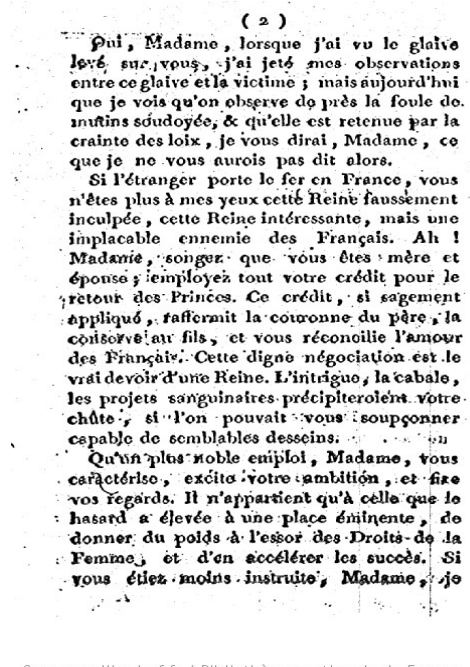 ( 2 )
Oui, Madame, lorsque j'ai vu le glaive
levé sur vous, j'ai jeté mes observations
entre ce glaive et la victime ; mais aujourd'hui
que je vois qu'on observe de près la foule de
mutins soudoyée, & qu'elle est retenue par la
crainte des loix, je vous dirai, Madame, ce
que je ne vous aurois pas dit alors.
Si l'étranger porte le fer en France, vous
n'êtes plus à mes yeux cette Reine faussement
inculpée, cette Reine intéressante, mais une
implacable ennemie des Français. Ah !
Madame, songez que vous êtes mère et
épouse ; employez tout votre crédit pour le
retour des Princes. Ce crédit, si sagement
appliqué, raffermit la couronne du père, la
conserve au fils, et vous réconcilie l'amour
des Français. Cette digne négociation est le
vrai devoir d'une Reine. L'intrigue, la cabale,
les projets sanguinaires précipiteroient votre
chûte, si l'on pouvait vous soupçonner
capable de semblables desseins.
Qu'un plus noble emploi, Madame, vous
caractérise, excite votre ambition, et fixe
vos regards. Il n'appartient qu'à celle que le
hasard a élevée à une place éminente, de
donner du poids à l'essor des Droits de la
Femme, et d'en accélérer les succès. Si
vous étiez moins instruite, Madame, je